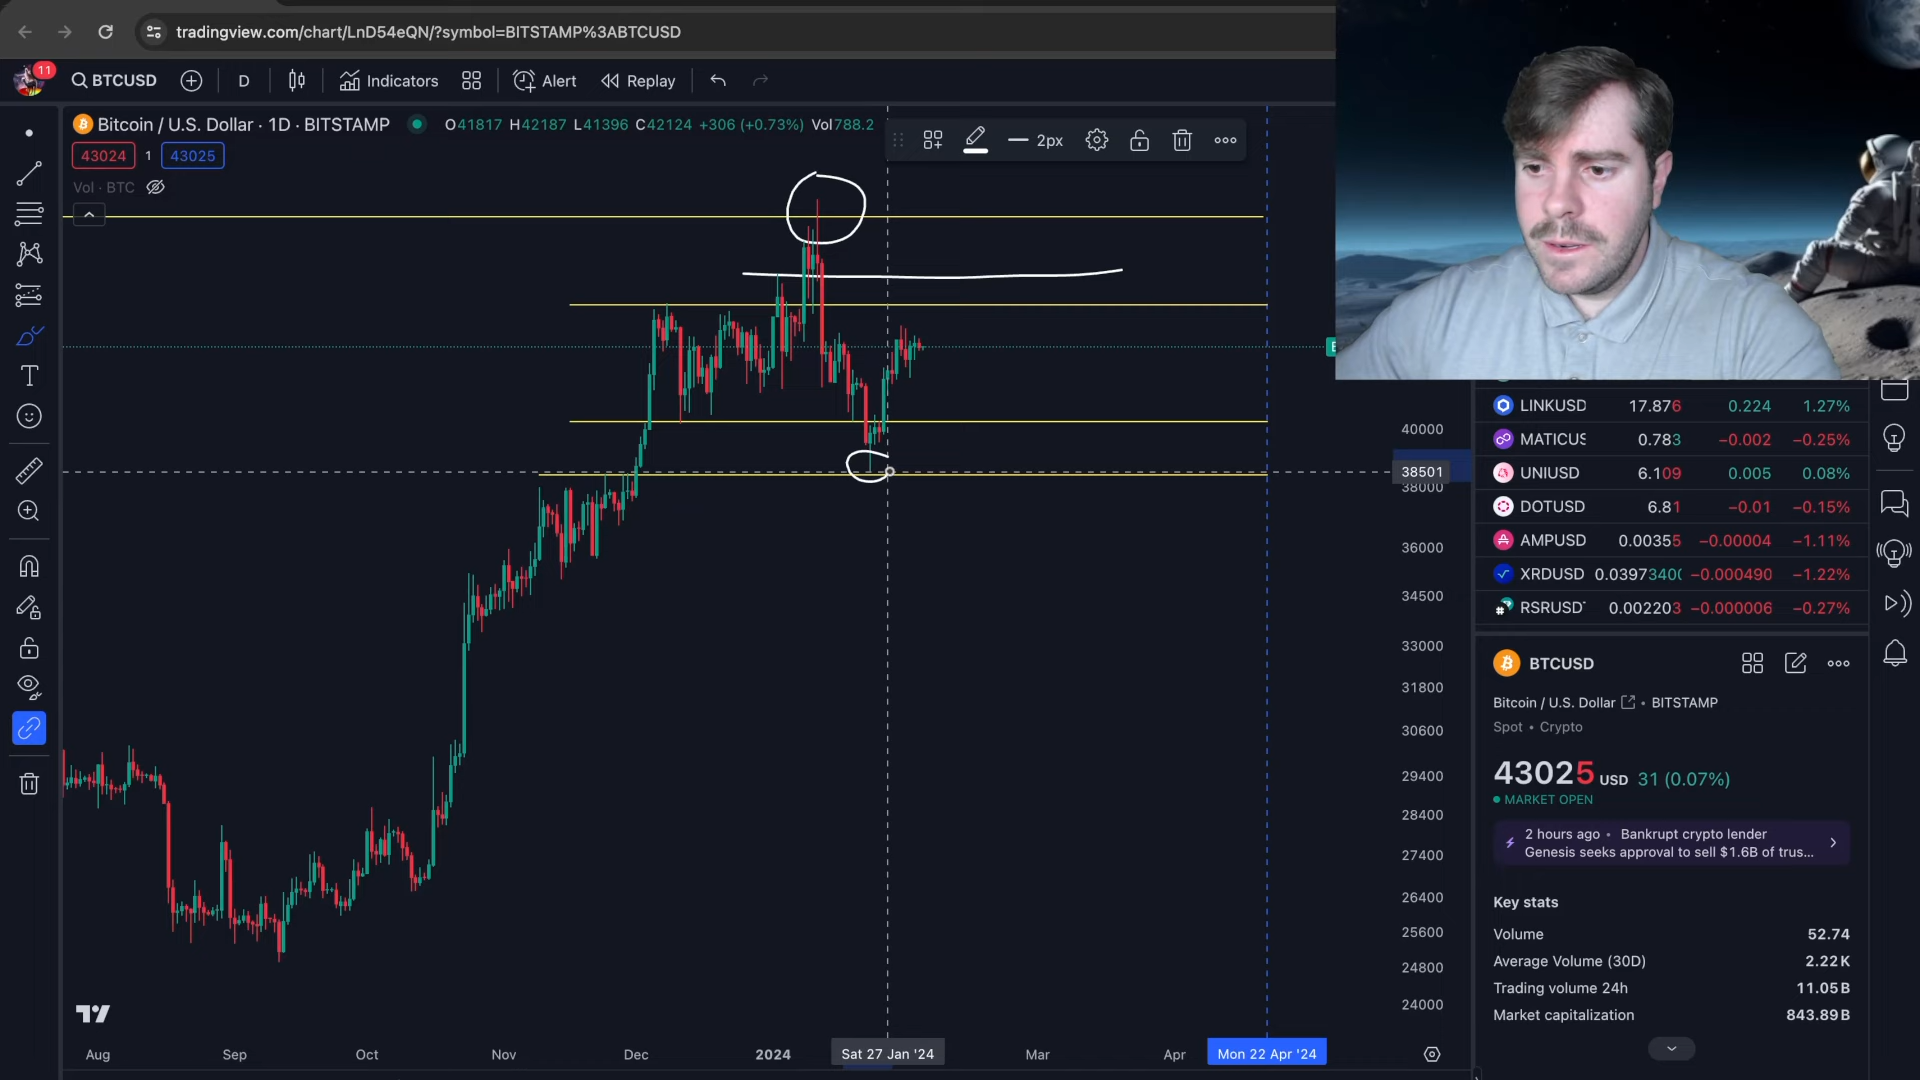 tradingview.com/chart/LnD54eQN/?symbol=BITSTAMP%3ABTCUSD
11 BTCUSD D Indicators Alert Replay
Bitcoin / U.S. Dollar · 1D · BITSTAMP O41817 H42187 L41396 C42124 +306 (+0.73%) Vol788.2
2px
43024 1 43025
Vol · BTC
40000
38501
38000
36000
34500
33000
31800
30600
29400
28400
27400
26400
25600
24800
24000
Aug Sep Oct Nov Dec 2024 Sat 27 Jan '24 Mar Apr Mon 22 Apr '24
LINKUSD 17.876 0.224 1.27%
MATICUS 0.783 −0.002 −0.25%
UNIUSD 6.109 0.005 0.08%
DOTUSD 6.81 −0.01 −0.15%
AMPUSD 0.00355 −0.00004 −1.11%
XRDUSD 0.0397340 −0.000490 −1.22%
RSRUSD 0.002203 −0.000006 −0.27%
BTCUSD
Bitcoin / U.S. Dollar • BITSTAMP
Spot • Crypto
43025 USD 31 (0.07%)
MARKET OPEN
2 hours ago • Bankrupt crypto lender
Genesis seeks approval to sell $1.6B of trus...
Key stats
Volume 52.74
Average Volume (30D) 2.22K
Trading volume 24h 11.05B
Market capitalization 843.89B